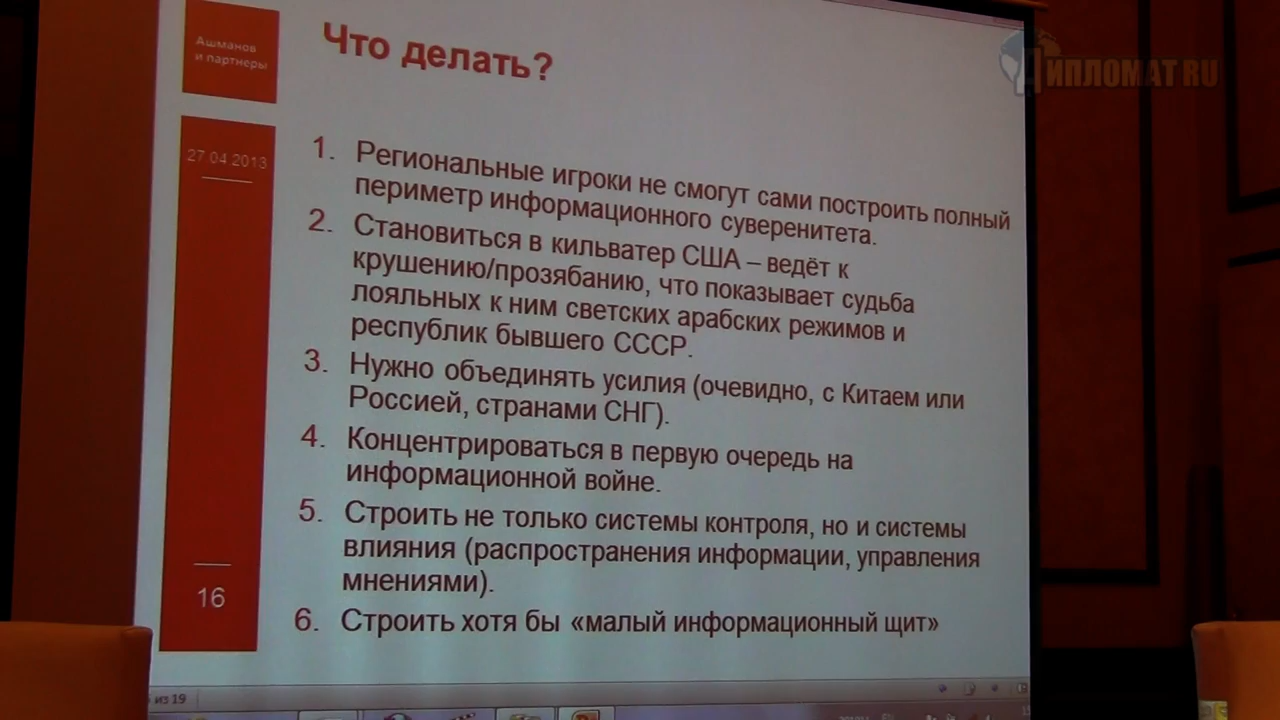 Ашманов
и партнеры
Что делать?
ДИПЛОМАТ RU
27.04.2013
1. Региональные игроки не смогут сами построить полный
периметр информационного суверенитета.
2. Становиться в кильватер США – ведёт к
крушению/прозябанию, что показывает судьба
лояльных к ним светских арабских режимов и
республик бывшего СССР.
3. Нужно объединять усилия (очевидно, с Китаем или
Россией, странами СНГ).
4. Концентрироваться в первую очередь на
информационной войне.
5. Строить не только системы контроля, но и системы
влияния (распространения информации, управления
мнениями).
6. Строить хотя бы «малый информационный щит»
16
из 19